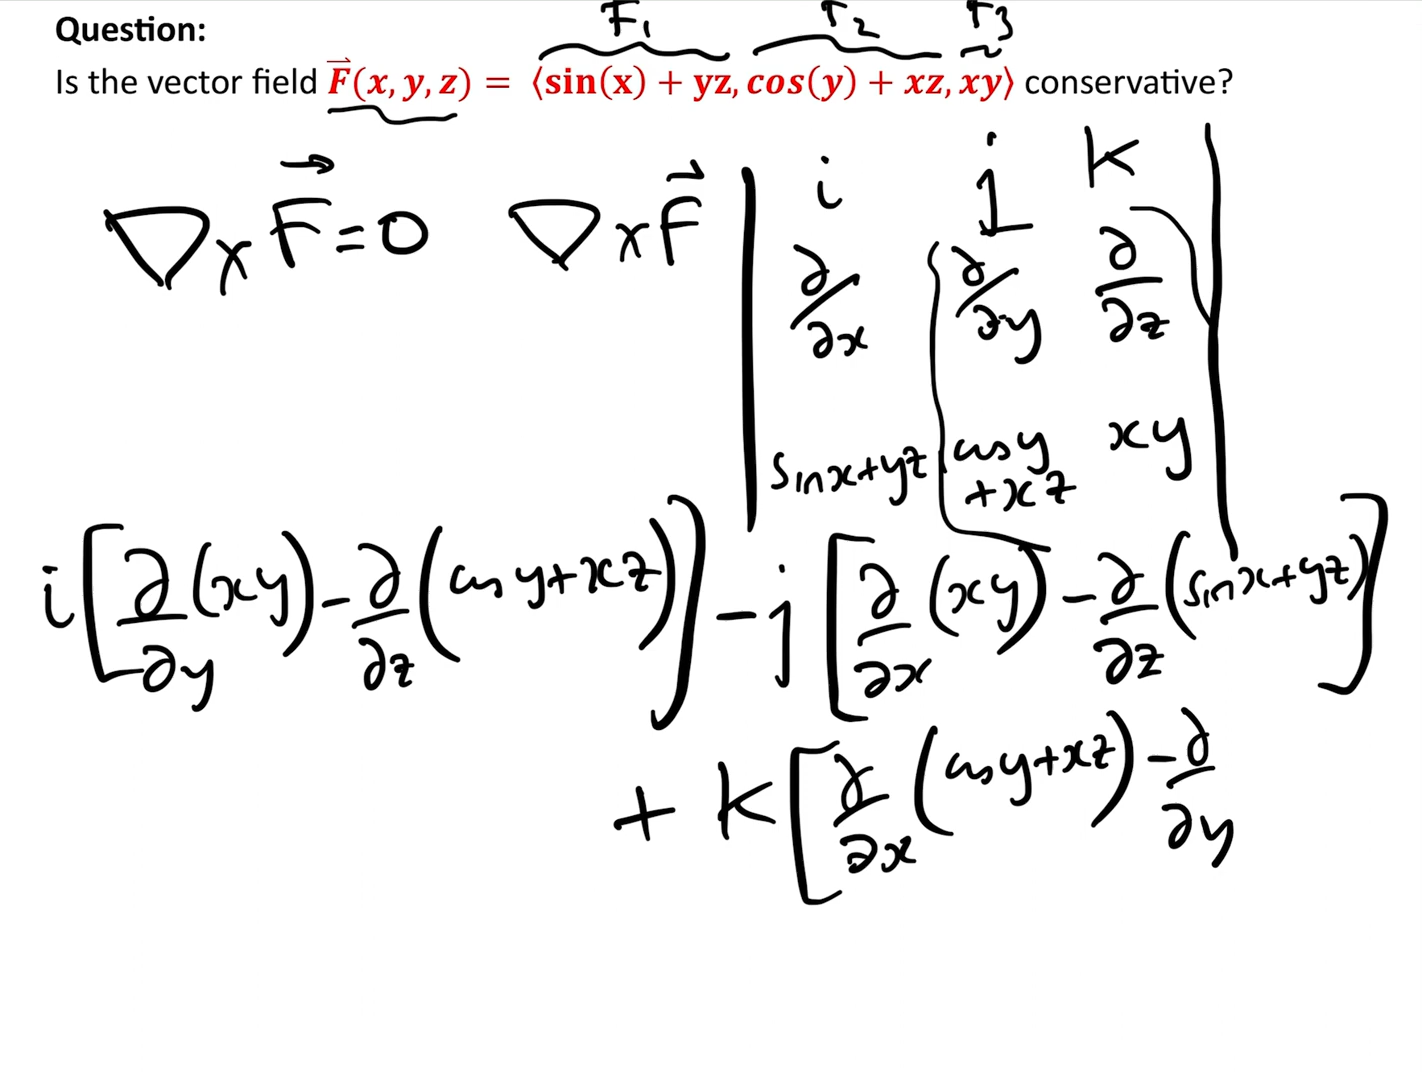 Question:
F₁ F₂ F₃
Is the vector field F⃗(x, y, z) = ⟨sin(x) + yz, cos(y) + xz, xy⟩ conservative?
∇ x F⃗ = 0 ∇ x F⃗ | i j k |
∂/∂x ∂/∂y ∂/∂z
sinx+yz cosy +xz xy
i [∂/∂y (xy) - ∂/∂z (cos y+xz)] - j [∂/∂x (xy) - ∂/∂z (sinx+yz)]
+ k [∂/∂x (cosy+xz) - ∂/∂y